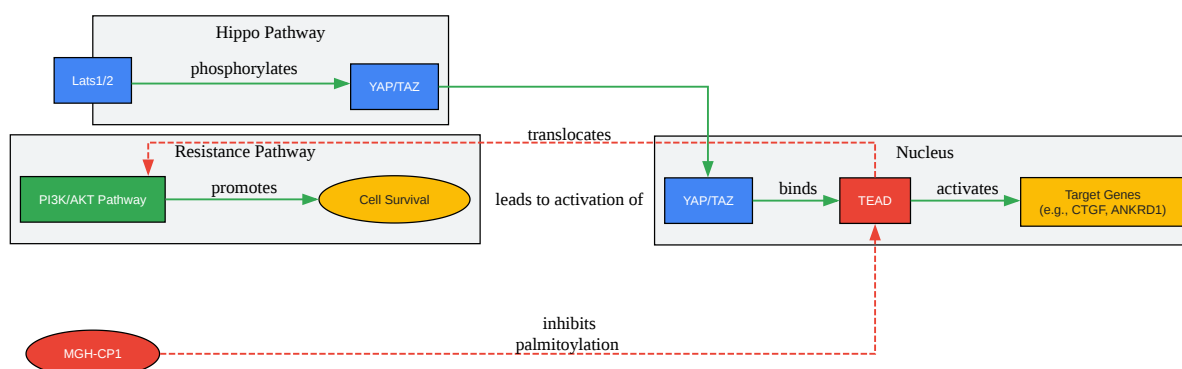 Hippo Pathway
Lats1/2
phosphorylates
YAP/TAZ
translocates
Resistance Pathway
PI3K/AKT Pathway
promotes
Cell Survival
leads to activation of
Nucleus
YAP/TAZ
binds
TEAD
activates
Target Genes
(e.g., CTGF, ANKRD1)
MGH-CP1
inhibits
palmitoylation